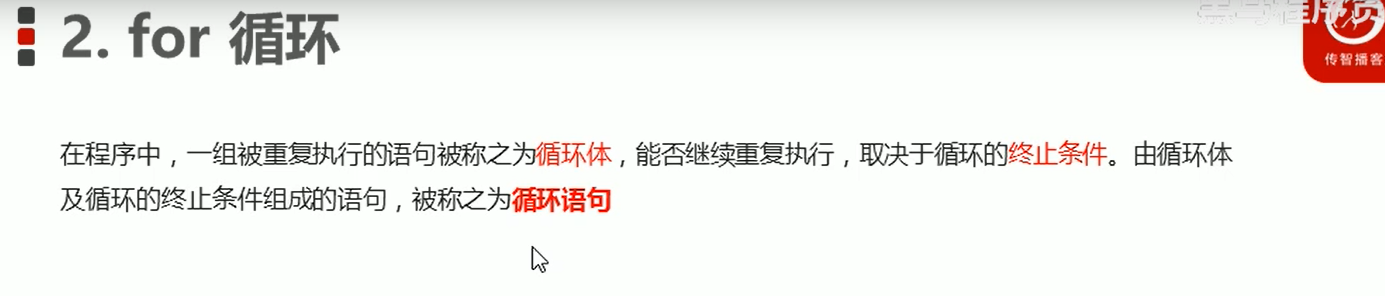 2. for 循环
传智播客
在程序中，一组被重复执行的语句被称之为循环体，能否继续重复执行，取决于循环的终止条件。由循环体
及循环的终止条件组成的语句，被称之为循环语句